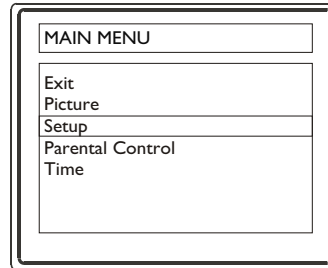 MAIN MENU
Exit
Picture
Setup
Parental Control
Time